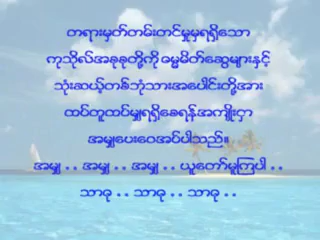 တရားမှတ်တမ်းတင်မှုမှရရှိသော
ကုသိုလ်အခုခုတို့ကို ဓမ္မမိတ်ဆွေများနှင့်
သုံးဆယ့်တစ်ဘုံသားအပေါင်းတို့အား
ထပ်တူထပ်မျှရရှိစေရန်အကျိုးငှာ
အမျှပေးဝေအပ်ပါသည်။
အမျှ . . အမျှ . . အမျှ . . ယူတော်မူကြပါ . .
သာဓု . . သာဓု . . သာဓု . .